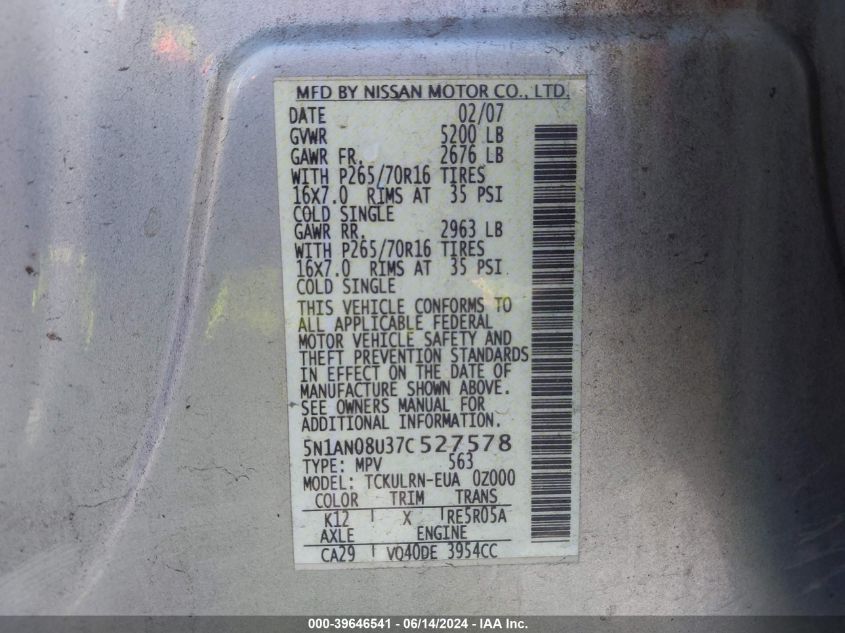 MFD BY NISSAN MOTOR CO., LTD.
DATE 02/07
GVWR 5200 LB
GAWR FR. 2676 LB
WITH P265/70R16 TIRES
16X7.0 RIMS AT 35 PSI
COLD SINGLE
GAWR RR. 2963 LB
WITH P265/70R16 TIRES
16X7.0 RIMS AT 35 PSI
COLD SINGLE
THIS VEHICLE CONFORMS TO
ALL APPLICABLE FEDERAL
MOTOR VEHICLE SAFETY AND
THEFT PREVENTION STANDARDS
IN EFFECT ON THE DATE OF
MANUFACTURE SHOWN ABOVE.
SEE OWNERS MANUAL FOR
ADDITIONAL INFORMATION.
5N1AN08U37C527578
TYPE: MPV 563
MODEL: TCKULRN-EUA 0Z000
COLOR TRIM TRANS
K12 X RE5R05A
AXLE ENGINE
CA29 VQ40DE 3954CC
000-39646541 - 06/14/2024 - IAA Inc.